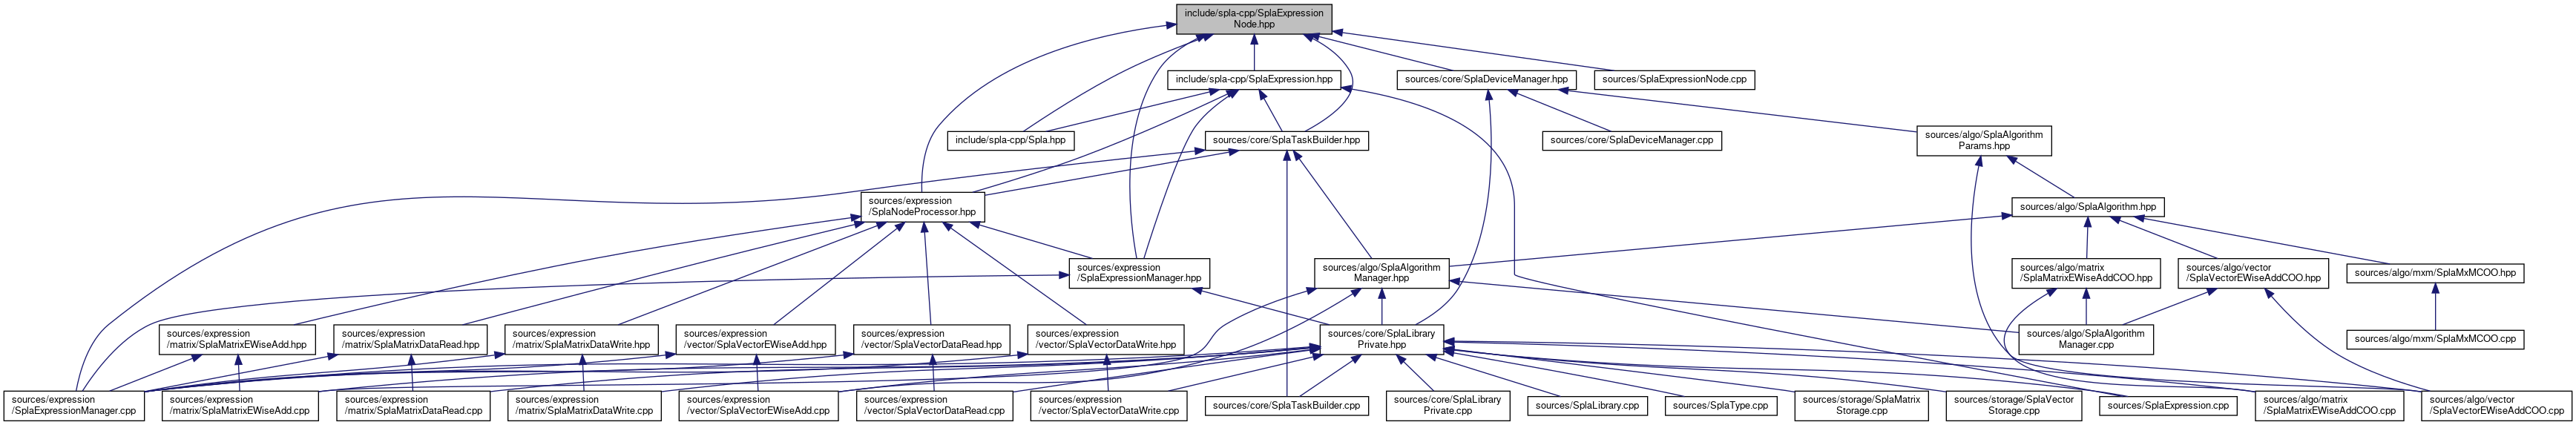 include/spla-cpp/SplaExpression
Node.hpp
include/spla-cpp/SplaExpression.hpp
sources/core/SplaDeviceManager.hpp
sources/SplaExpressionNode.cpp
include/spla-cpp/Spla.hpp
sources/core/SplaTaskBuilder.hpp
sources/core/SplaDeviceManager.cpp
sources/algo/SplaAlgorithm
Params.hpp
sources/expression
/SplaNodeProcessor.hpp
sources/algo/SplaAlgorithm.hpp
sources/expression
/SplaExpressionManager.hpp
sources/algo/SplaAlgorithm
Manager.hpp
sources/algo/matrix
/SplaMatrixEWiseAddCOO.hpp
sources/algo/vector
/SplaVectorEWiseAddCOO.hpp
sources/algo/mxm/SplaMxMCOO.hpp
sources/expression
/matrix/SplaMatrixEWiseAdd.hpp
sources/expression
/matrix/SplaMatrixDataRead.hpp
sources/expression
/matrix/SplaMatrixDataWrite.hpp
sources/expression
/vector/SplaVectorEWiseAdd.hpp
sources/expression
/vector/SplaVectorDataRead.hpp
sources/expression
/vector/SplaVectorDataWrite.hpp
sources/core/SplaLibrary
Private.hpp
sources/algo/SplaAlgorithm
Manager.cpp
sources/algo/mxm/SplaMxMCOO.cpp
sources/expression
/SplaExpressionManager.cpp
sources/expression
/matrix/SplaMatrixEWiseAdd.cpp
sources/expression
/matrix/SplaMatrixDataRead.cpp
sources/expression
/matrix/SplaMatrixDataWrite.cpp
sources/expression
/vector/SplaVectorEWiseAdd.cpp
sources/expression
/vector/SplaVectorDataRead.cpp
sources/expression
/vector/SplaVectorDataWrite.cpp
sources/core/SplaTaskBuilder.cpp
sources/core/SplaLibrary
Private.cpp
sources/SplaLibrary.cpp
sources/SplaType.cpp
sources/storage/SplaMatrix
Storage.cpp
sources/storage/SplaVector
Storage.cpp
sources/SplaExpression.cpp
sources/algo/matrix
/SplaMatrixEWiseAddCOO.cpp
sources/algo/vector
/SplaVectorEWiseAddCOO.cpp